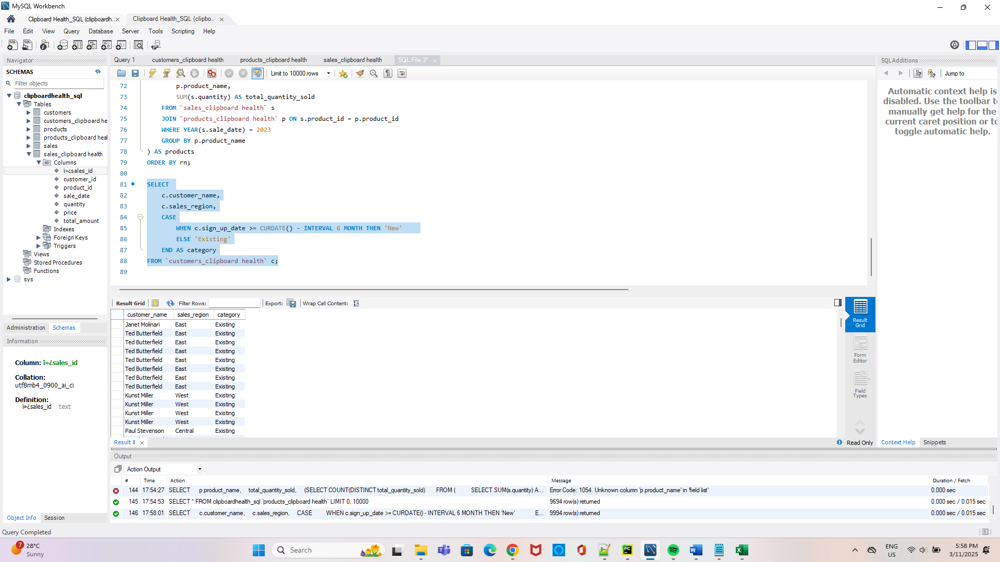 MySQL Workbench
Clipboard Health_SQL (clipboardh...
Clipboard Health_SQL (clipbo...
File Edit View Query Database Server Tools Scripting Help
Navigator
SCHEMAS
Filter objects
clipboardhealth_sql
Tables
customers
customers_clipboard he
products
products_clipboard heal
sales
sales_clipboard health
Columns
ï»¿sales_id
customer_id
product_id
sale_date
quantity
price
total_amount
Indexes
Foreign Keys
Triggers
Views
Stored Procedures
Functions
sys
Administration Schemas
Information
Column: ï»¿sales_id
Collation:
utf8mb4_0900_ai_ci
Definition:
ï»¿sales_id text
Object Info Session
Query Completed
Query 1 customers_clipboard health products_clipboard health sales_clipboard health SQL File 3*
Limit to 10000 rows
72 p.product_name,
73 SUM(s.quantity) AS total_quantity_sold
74 FROM `sales_clipboard health` s
75 JOIN `products_clipboard health` p ON s.product_id = p.product_id
76 WHERE YEAR(s.sale_date) = 2023
77 GROUP BY p.product_name
78 ) AS products
79 ORDER BY rn;
80
81 SELECT
82 c.customer_name,
83 c.sales_region,
84 CASE
85 WHEN c.sign_up_date >= CURDATE() - INTERVAL 6 MONTH THEN 'New'
86 ELSE 'Existing'
87 END AS category
88 FROM `customers_clipboard health` c;
89
Result Grid Filter Rows: Export: Wrap Cell Content:
customer_name sales_region category
Janet Molinari East Existing
Ted Butterfield East Existing
Ted Butterfield East Existing
Ted Butterfield East Existing
Ted Butterfield East Existing
Ted Butterfield East Existing
Ted Butterfield East Existing
Ted Butterfield East Existing
Kunst Miller West Existing
Kunst Miller West Existing
Kunst Miller West Existing
Kunst Miller West Existing
Paul Stevenson Central Existing
Result Grid
Form Editor
Field Types
Result 8
Read Only
SQLAdditions
Jump to
Automatic context help is
disabled. Use the toolbar to
manually get help for the
current caret position or to
toggle automatic help.
Context Help Snippets
Output
Action Output
# Time Action Message Duration / Fetch
144 17:54:27 SELECT p.product_name, total_quantity_sold, (SELECT COUNT(DISTINCT total_quantity_sold) FROM ( SELECT SUM(s.quantity) A... Error Code: 1054. Unknown column 'p.product_name' in 'field list' 0.000 sec
145 17:54:53 SELECT * FROM clipboardhealth_sql.`products_clipboard health` LIMIT 0, 10000 9694 row(s) returned 0.000 sec / 0.015 sec
146 17:58:01 SELECT c.customer_name, c.sales_region, CASE WHEN c.sign_up_date >= CURDATE() - INTERVAL 6 MONTH THEN 'New' E... 9994 row(s) returned 0.000 sec / 0.015 sec
7
28°C
Sunny
Search
ENG
US
5:58 PM
3/11/2025